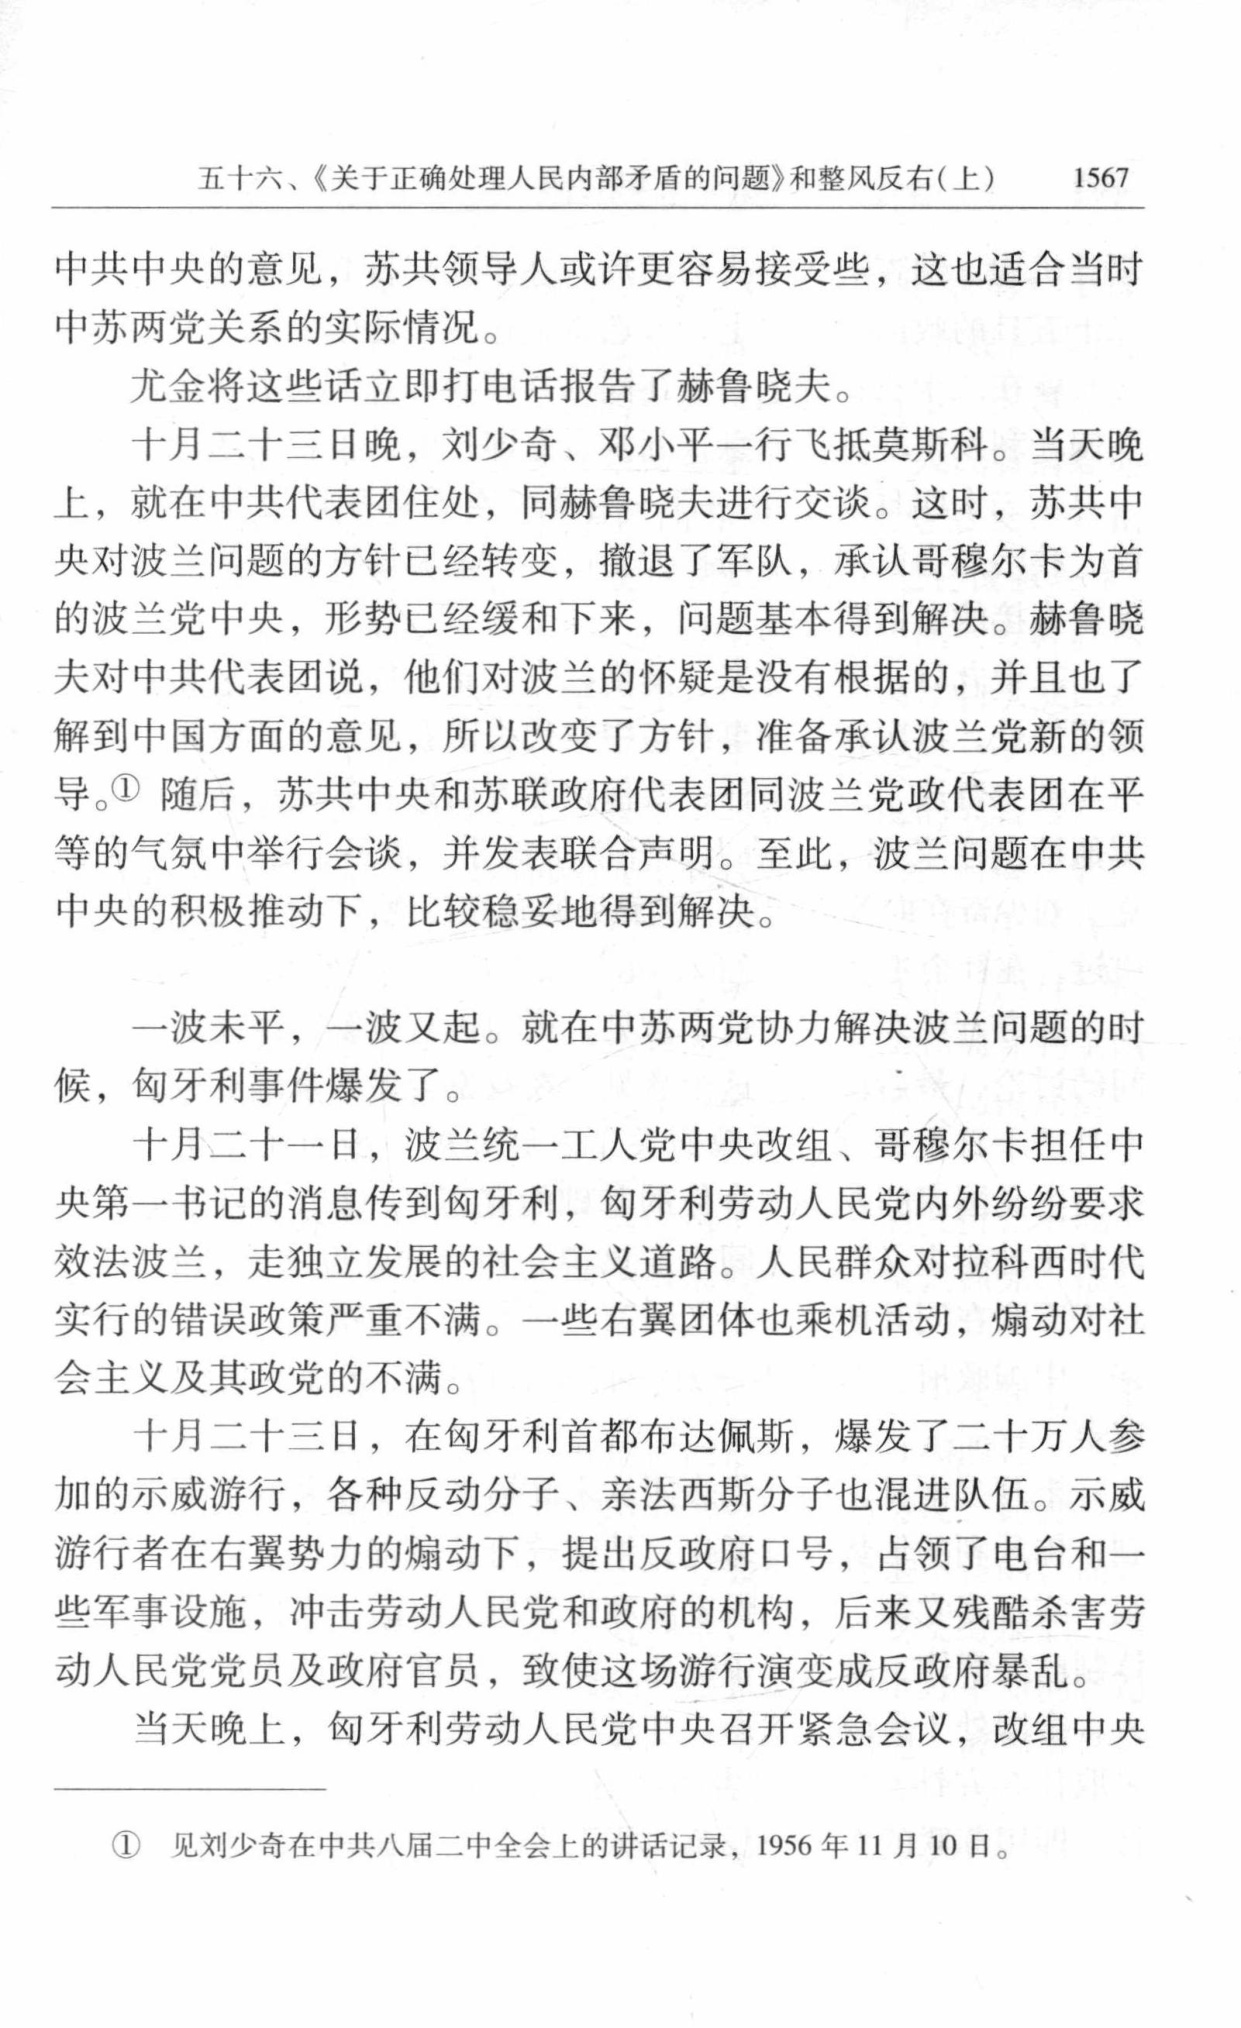 五十六、《关于正确处理人民内部矛盾的问题》和整风反右(上) 1567
中共中央的意见，苏共领导人或许更容易接受些，这也适合当时
中苏两党关系的实际情况。
尤金将这些话立即打电话报告了赫鲁晓夫。
十月二十三日晚，刘少奇、邓小平一行飞抵莫斯科。当天晚
上，就在中共代表团住处，同赫鲁晓夫进行交谈。这时，苏共中
央对波兰问题的方针已经转变，撤退了军队，承认哥穆尔卡为首
的波兰党中央，形势已经缓和下来，问题基本得到解决。赫鲁晓
夫对中共代表团说，他们对波兰的怀疑是没有根据的，并且也了
解到中国方面的意见，所以改变了方针，准备承认波兰党新的领
导。① 随后，苏共中央和苏联政府代表团同波兰党政代表团在平
等的气氛中举行会谈，并发表联合声明。至此，波兰问题在中共
中央的积极推动下，比较稳妥地得到解决。
一波未平，一波又起。就在中苏两党协力解决波兰问题的时
候，匈牙利事件爆发了。
十月二十一日，波兰统一工人党中央改组、哥穆尔卡担任中
央第一书记的消息传到匈牙利，匈牙利劳动人民党内外纷纷要求
效法波兰，走独立发展的社会主义道路。人民群众对拉科西时代
实行的错误政策严重不满。一些右翼团体也乘机活动，煽动对社
会主义及其政党的不满。
十月二十三日，在匈牙利首都布达佩斯，爆发了二十万人参
加的示威游行，各种反动分子、亲法西斯分子也混进队伍。示威
游行者在右翼势力的煽动下，提出反政府口号，占领了电台和一
些军事设施，冲击劳动人民党和政府的机构，后来又残酷杀害劳
动人民党党员及政府官员，致使这场游行演变成反政府暴乱。
当天晚上，匈牙利劳动人民党中央召开紧急会议，改组中央
① 见刘少奇在中共八届二中全会上的讲话记录，1956 年 11 月 10 日。